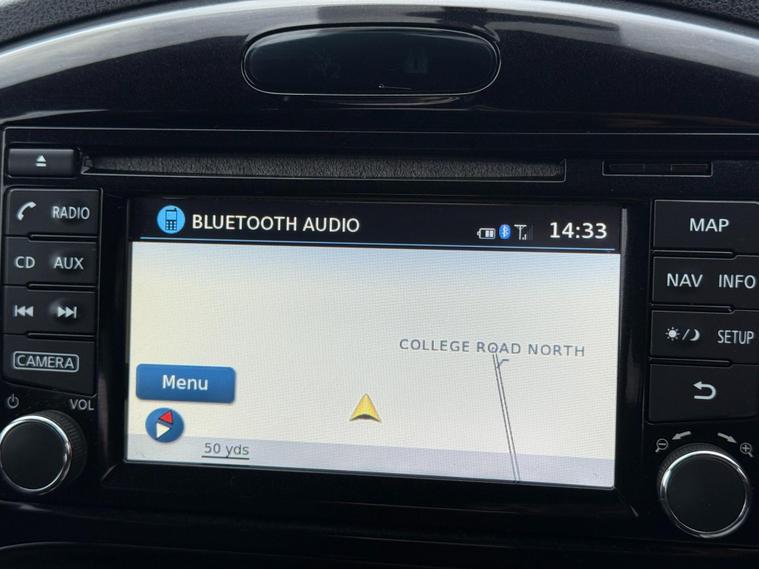 BLUETOOTH AUDIO 14:33
RADIO
CD AUX
CAMERA
VOL
COLLEGE ROAD NORTH
Menu
50 yds
MAP
NAV INFO
SETUP